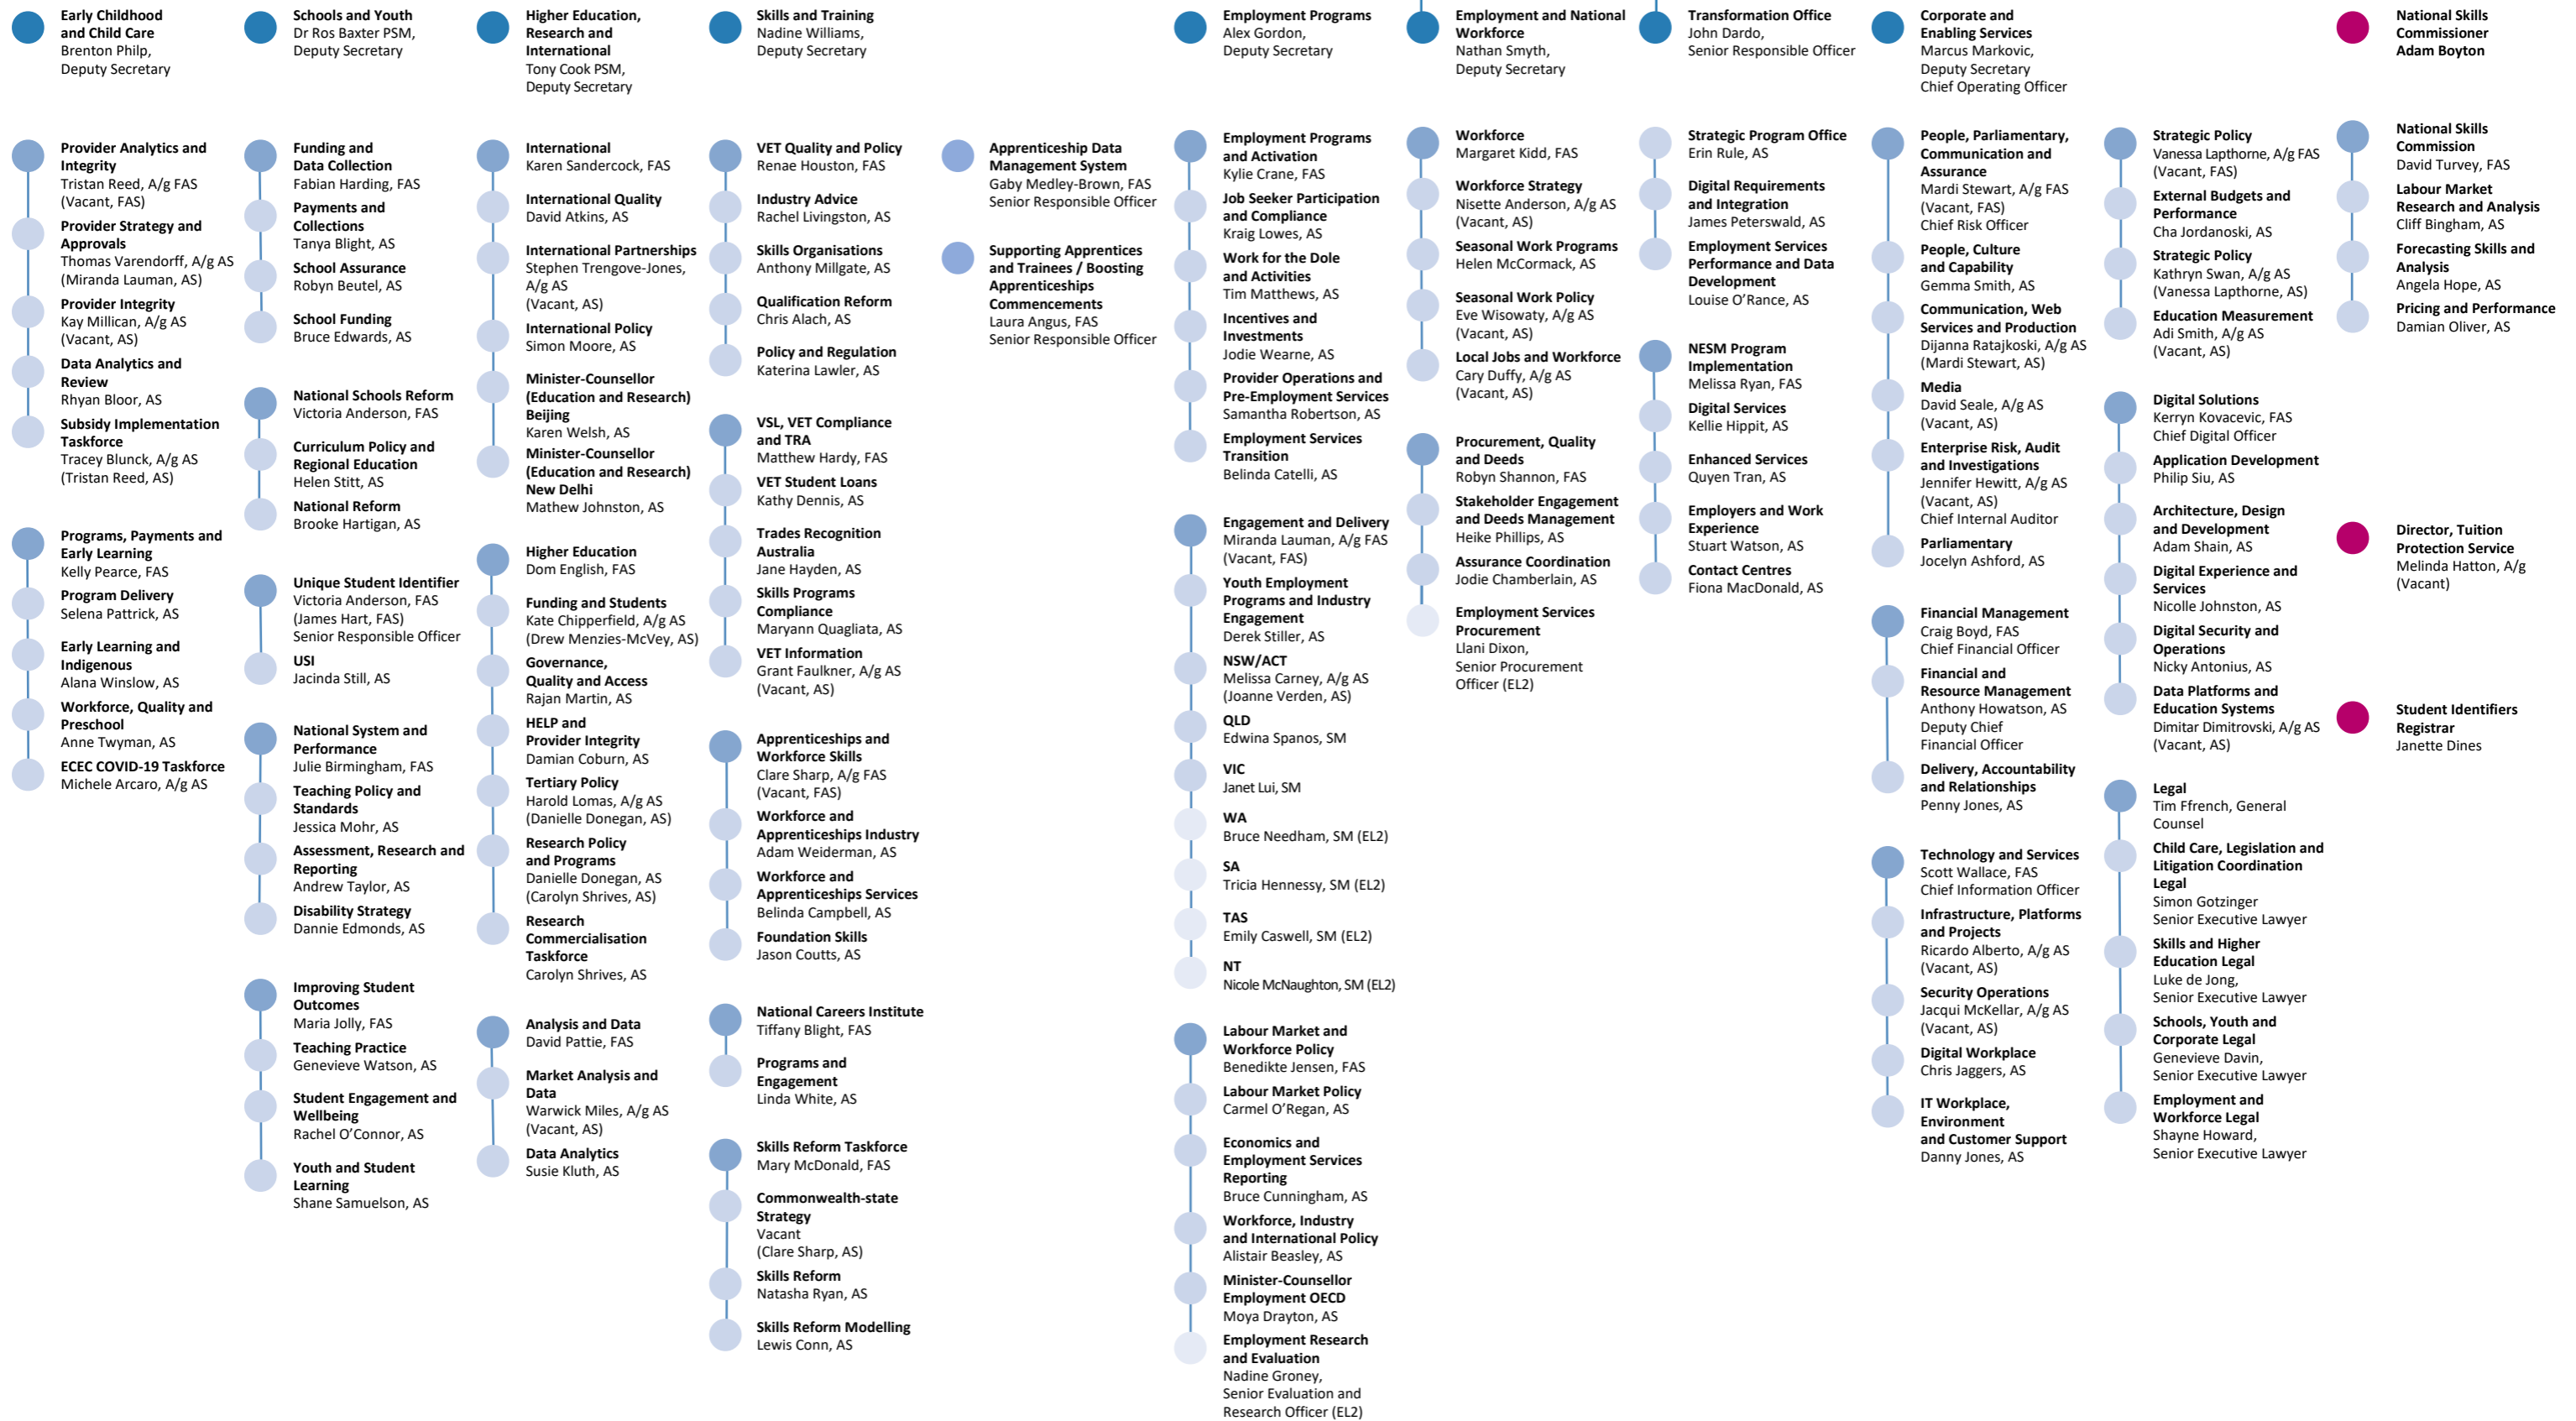 Early Childhood
and Child Care
Brenton Philp,
Deputy Secretary
Provider Analytics and
Integrity
Tristan Reed, A/g FAS
(Vacant, FAS)
Provider Strategy and
Approvals
Thomas Varendorff, A/g AS
(Miranda Lauman, AS)
Provider Integrity
Kay Millican, A/g AS
(Vacant, AS)
Data Analytics and
Review
Rhyan Bloor, AS
Subsidy Implementation
Taskforce
Tracey Blunck, A/g AS
(Tristan Reed, AS)
Programs, Payments and
Early Learning
Kelly Pearce, FAS
Program Delivery
Selena Pattrick, AS
Early Learning and
Indigenous
Alana Winslow, AS
Workforce, Quality and
Preschool
Anne Twyman, AS
ECEC COVID-19 Taskforce
Michele Arcaro, A/g AS
Schools and Youth
Dr Ros Baxter PSM,
Deputy Secretary
Funding and
Data Collection
Fabian Harding, FAS
Payments and
Collections
Tanya Blight, AS
School Assurance
Robyn Beutel, AS
School Funding
Bruce Edwards, AS
National Schools Reform
Victoria Anderson, FAS
Curriculum Policy and
Regional Education
Helen Stitt, AS
National Reform
Brooke Hartigan, AS
Unique Student Identifier
Victoria Anderson, FAS
(James Hart, FAS)
Senior Responsible Officer
USI
Jacinda Still, AS
National System and
Performance
Julie Birmingham, FAS
Teaching Policy and
Standards
Jessica Mohr, AS
Assessment, Research and
Reporting
Andrew Taylor, AS
Disability Strategy
Dannie Edmonds, AS
Improving Student
Outcomes
Maria Jolly, FAS
Teaching Practice
Genevieve Watson, AS
Student Engagement and
Wellbeing
Rachel O’Connor, AS
Youth and Student
Learning
Shane Samuelson, AS
Higher Education,
Research and
International
Tony Cook PSM,
Deputy Secretary
International
Karen Sandercock, FAS
International Quality
David Atkins, AS
International Partnerships
Stephen Trengove-Jones,
A/g AS
(Vacant, AS)
International Policy
Simon Moore, AS
Minister-Counsellor
(Education and Research)
Beijing
Karen Welsh, AS
Minister-Counsellor
(Education and Research)
New Delhi
Mathew Johnston, AS
Higher Education
Dom English, FAS
Funding and Students
Kate Chipperfield, A/g AS
(Drew Menzies-McVey, AS)
Governance,
Quality and Access
Rajan Martin, AS
HELP and
Provider Integrity
Damian Coburn, AS
Tertiary Policy
Harold Lomas, A/g AS
(Danielle Donegan, AS)
Research Policy
and Programs
Danielle Donegan, AS
(Carolyn Shrives, AS)
Research
Commercialisation
Taskforce
Carolyn Shrives, AS
Analysis and Data
David Pattie, FAS
Market Analysis and
Data
Warwick Miles, A/g AS
(Vacant, AS)
Data Analytics
Susie Kluth, AS
Skills and Training
Nadine Williams,
Deputy Secretary
VET Quality and Policy
Renae Houston, FAS
Industry Advice
Rachel Livingston, AS
Skills Organisations
Anthony Millgate, AS
Qualification Reform
Chris Alach, AS
Policy and Regulation
Katerina Lawler, AS
VSL, VET Compliance
and TRA
Matthew Hardy, FAS
VET Student Loans
Kathy Dennis, AS
Trades Recognition
Australia
Jane Hayden, AS
Skills Programs
Compliance
Maryann Quagliata, AS
VET Information
Grant Faulkner, A/g AS
(Vacant, AS)
Apprenticeships and
Workforce Skills
Clare Sharp, A/g FAS
(Vacant, FAS)
Workforce and
Apprenticeships Industry
Adam Weiderman, AS
Workforce and
Apprenticeships Services
Belinda Campbell, AS
Foundation Skills
Jason Coutts, AS
National Careers Institute
Tiffany Blight, FAS
Programs and
Engagement
Linda White, AS
Skills Reform Taskforce
Mary McDonald, FAS
Commonwealth-state
Strategy
Vacant
(Clare Sharp, AS)
Skills Reform
Natasha Ryan, AS
Skills Reform Modelling
Lewis Conn, AS
Apprenticeship Data
Management System
Gaby Medley-Brown, FAS
Senior Responsible Officer
Supporting Apprentices
and Trainees / Boosting
Apprenticeships
Commencements
Laura Angus, FAS
Senior Responsible Officer
Employment Programs
Alex Gordon,
Deputy Secretary
Employment Programs
and Activation
Kylie Crane, FAS
Job Seeker Participation
and Compliance
Kraig Lowes, AS
Work for the Dole
and Activities
Tim Matthews, AS
Incentives and
Investments
Jodie Wearne, AS
Provider Operations and
Pre-Employment Services
Samantha Robertson, AS
Employment Services
Transition
Belinda Catelli, AS
Engagement and Delivery
Miranda Lauman, A/g FAS
(Vacant, FAS)
Youth Employment
Programs and Industry
Engagement
Derek Stiller, AS
NSW/ACT
Melissa Carney, A/g AS
(Joanne Verden, AS)
QLD
Edwina Spanos, SM
VIC
Janet Lui, SM
WA
Bruce Needham, SM (EL2)
SA
Tricia Hennessy, SM (EL2)
TAS
Emily Caswell, SM (EL2)
NT
Nicole McNaughton, SM (EL2)
Labour Market and
Workforce Policy
Benedikte Jensen, FAS
Labour Market Policy
Carmel O’Regan, AS
Economics and
Employment Services
Reporting
Bruce Cunningham, AS
Workforce, Industry
and International Policy
Alistair Beasley, AS
Minister-Counsellor
Employment OECD
Moya Drayton, AS
Employment Research
and Evaluation
Nadine Groney,
Senior Evaluation and
Research Officer (EL2)
Employment and National
Workforce
Nathan Smyth,
Deputy Secretary
Workforce
Margaret Kidd, FAS
Workforce Strategy
Nisette Anderson, A/g AS
(Vacant, AS)
Seasonal Work Programs
Helen McCormack, AS
Seasonal Work Policy
Eve Wisowaty, A/g AS
(Vacant, AS)
Local Jobs and Workforce
Cary Duffy, A/g AS
(Vacant, AS)
Procurement, Quality
and Deeds
Robyn Shannon, FAS
Stakeholder Engagement
and Deeds Management
Heike Phillips, AS
Assurance Coordination
Jodie Chamberlain, AS
Employment Services
Procurement
Llani Dixon,
Senior Procurement
Officer (EL2)
Transformation Office
John Dardo,
Senior Responsible Officer
Strategic Program Office
Erin Rule, AS
Digital Requirements
and Integration
James Peterswald, AS
Employment Services
Performance and Data
Development
Louise O’Rance, AS
NESM Program
Implementation
Melissa Ryan, FAS
Digital Services
Kellie Hippit, AS
Enhanced Services
Quyen Tran, AS
Employers and Work
Experience
Stuart Watson, AS
Contact Centres
Fiona MacDonald, AS
Corporate and
Enabling Services
Marcus Markovic,
Deputy Secretary
Chief Operating Officer
People, Parliamentary,
Communication and
Assurance
Mardi Stewart, A/g FAS
(Vacant, FAS)
Chief Risk Officer
People, Culture
and Capability
Gemma Smith, AS
Communication, Web
Services and Production
Dijanna Ratajkoski, A/g AS
(Mardi Stewart, AS)
Media
David Seale, A/g AS
(Vacant, AS)
Enterprise Risk, Audit
and Investigations
Jennifer Hewitt, A/g AS
(Vacant, AS)
Chief Internal Auditor
Parliamentary
Jocelyn Ashford, AS
Financial Management
Craig Boyd, FAS
Chief Financial Officer
Financial and
Resource Management
Anthony Howatson, AS
Deputy Chief
Financial Officer
Delivery, Accountability
and Relationships
Penny Jones, AS
Technology and Services
Scott Wallace, FAS
Chief Information Officer
Infrastructure, Platforms
and Projects
Ricardo Alberto, A/g AS
(Vacant, AS)
Security Operations
Jacqui McKellar, A/g AS
(Vacant, AS)
Digital Workplace
Chris Jaggers, AS
IT Workplace,
Environment
and Customer Support
Danny Jones, AS
Strategic Policy
Vanessa Lapthorne, A/g FAS
(Vacant, FAS)
External Budgets and
Performance
Cha Jordanoski, AS
Strategic Policy
Kathryn Swan, A/g AS
(Vanessa Lapthorne, AS)
Education Measurement
Adi Smith, A/g AS
(Vacant, AS)
Digital Solutions
Kerryn Kovacevic, FAS
Chief Digital Officer
Application Development
Philip Siu, AS
Architecture, Design
and Development
Adam Shain, AS
Digital Experience and
Services
Nicolle Johnston, AS
Digital Security and
Operations
Nicky Antonius, AS
Data Platforms and
Education Systems
Dimitar Dimitrovski, A/g AS
(Vacant, AS)
Legal
Tim Ffrench, General
Counsel
Child Care, Legislation and
Litigation Coordination
Legal
Simon Gotzinger
Senior Executive Lawyer
Skills and Higher
Education Legal
Luke de Jong,
Senior Executive Lawyer
Schools, Youth and
Corporate Legal
Genevieve Davin,
Senior Executive Lawyer
Employment and
Workforce Legal
Shayne Howard,
Senior Executive Lawyer
National Skills
Commissioner
Adam Boyton
National Skills
Commission
David Turvey, FAS
Labour Market
Research and Analysis
Cliff Bingham, AS
Forecasting Skills and
Analysis
Angela Hope, AS
Pricing and Performance
Damian Oliver, AS
Director, Tuition
Protection Service
Melinda Hatton, A/g
(Vacant)
Student Identifiers
Registrar
Janette Dines